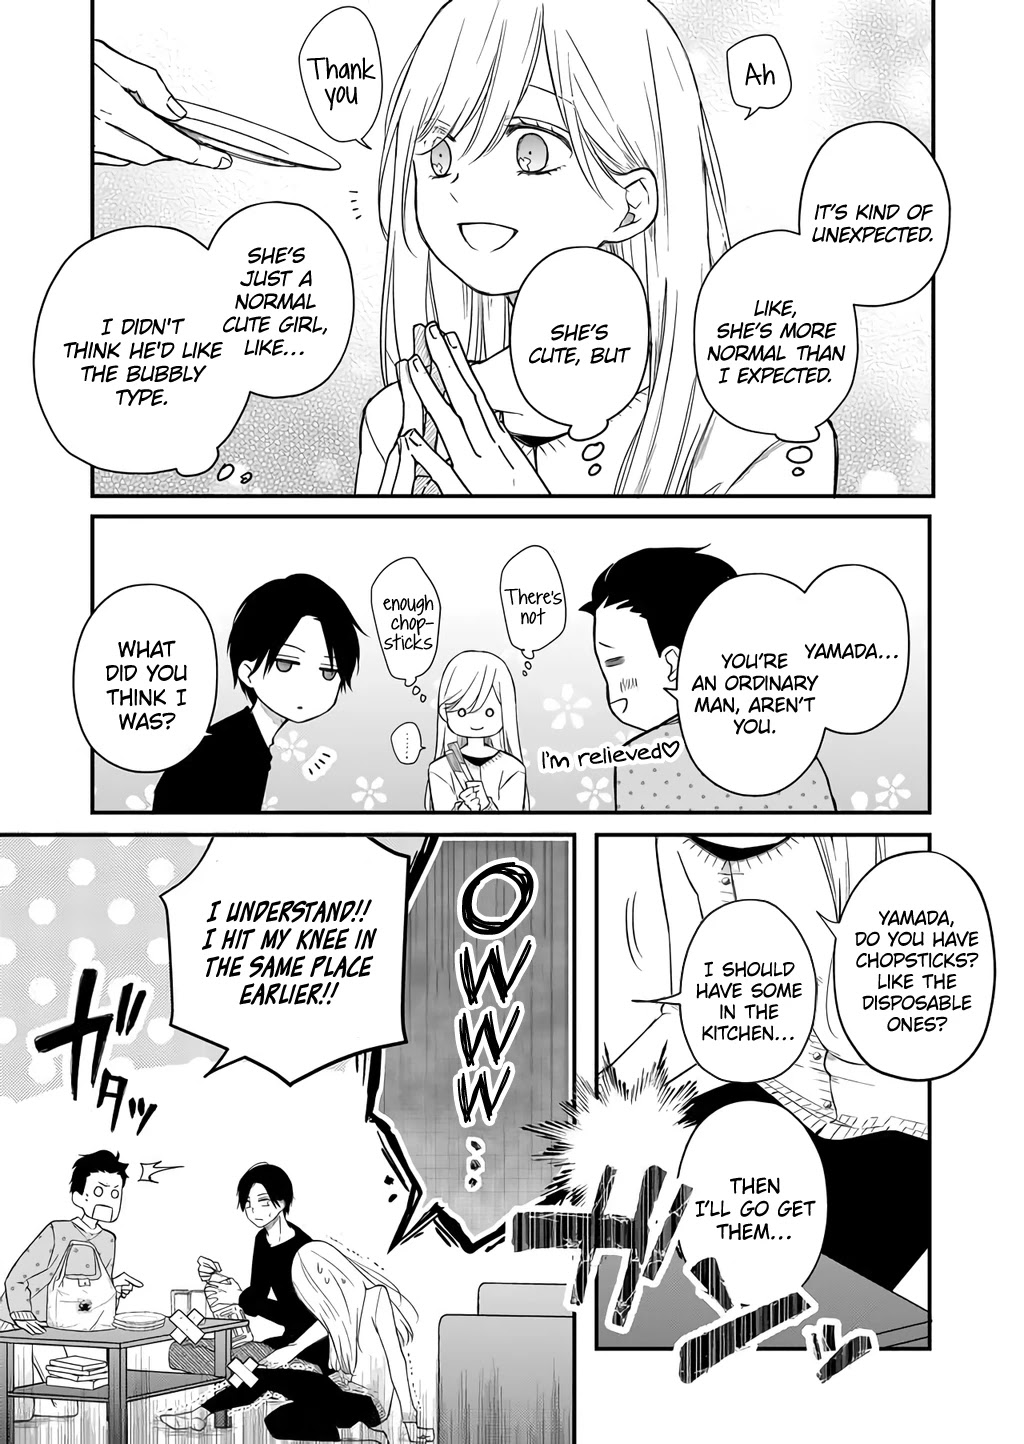 Ah
Thank
you
IT'S KIND OF
UNEXPECTED.
LIKE,
SHE'S MORE
NORMAL THAN
I EXPECTED.
SHE'S
CUTE, BUT
SHE'S
JUST A
NORMAL
CUTE GIRL,
LIKE...
I DIDN'T
THINK HE'D LIKE
THE BUBBLY
TYPE.
YAMADA...
YOU'RE
AN ORDINARY
MAN, AREN'T
YOU.
I'm relieved♡
There's
not
enough
chop-
sticks
......
WHAT
DID YOU
THINK I
WAS?
YAMADA,
DO YOU HAVE
CHOPSTICKS?
LIKE THE
DISPOSABLE
ONES?
I SHOULD
HAVE SOME
IN THE
KITCHEN...
THEN
I'LL GO GET
THEM...
ガンッ
OWWW...
I UNDERSTAND!!
I HIT MY KNEE IN
THE SAME PLACE
EARLIER!!
ガタッ